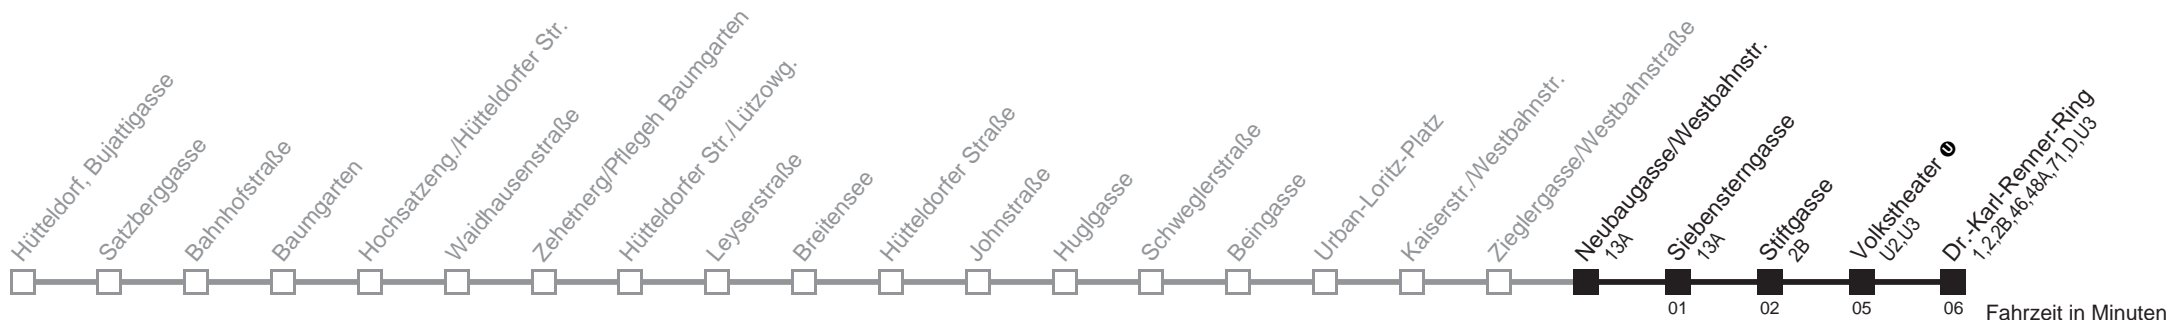 Hütteldorf, Bujattigasse
Satzberggasse
Bahnhofstraße
Baumgarten
Hochsatzeng./Hütteldorfer Str.
Waidhausenstraße
Zehetnerg/Pflegeh Baumgarten
Hütteldorfer Str./Lützowg.
Leyserstraße
Breitensee
Hütteldorfer Straße
Johnstraße
Huglgasse
Schweglerstraße
Beingasse
Urban-Loritz-Platz
Kaiserstr./Westbahnstr.
Zieglergasse/Westbahnstraße
Neubaugasse/Westbahnstr.
13A
Siebensterngasse
13A
Stiftgasse
2B
Volkstheater U
U2,U3
Dr.-Karl-Renner-Ring
1,2,2B,46,48A,71,D,U3
01
02
05
06
Fahrzeit in Minuten